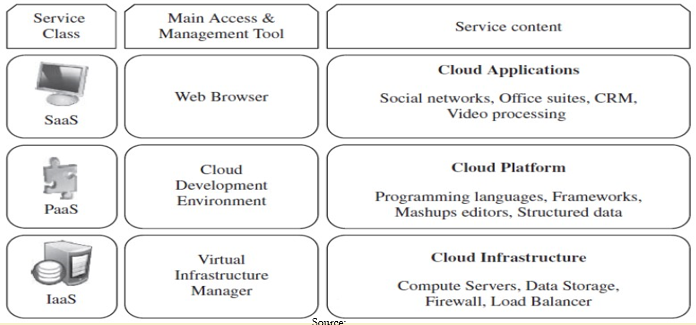 Service
Class
Main Access &
Management Tool
Service content
SaaS
Web Browser
Cloud Applications
Social networks, Office suites, CRM,
Video processing
PaaS
Cloud
Development
Environment
Cloud Platform
Programming languages, Frameworks,
Mashups editors, Structured data
IaaS
Virtual
Infrastructure
Manager
Cloud Infrastructure
Compute Servers, Data Storage,
Firewall, Load Balancer
Source: